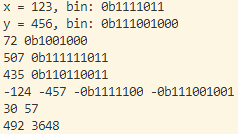 x = 123, bin: 0b1111011
y = 456, bin: 0b111001000
72 0b1001000
507 0b111111011
435 0b110110011
-124 -457 -0b1111100 -0b111001001
30 57
492 3648